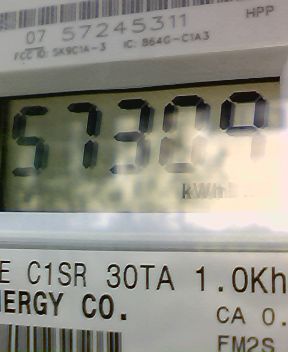 HPP
07 57245311
FCC ID: SK9C1A-3 IC: 864G-C1A3
57309
kWh
E C1SR 30TA 1.0Kh
ERGY CO.
CA 0.
FM2S